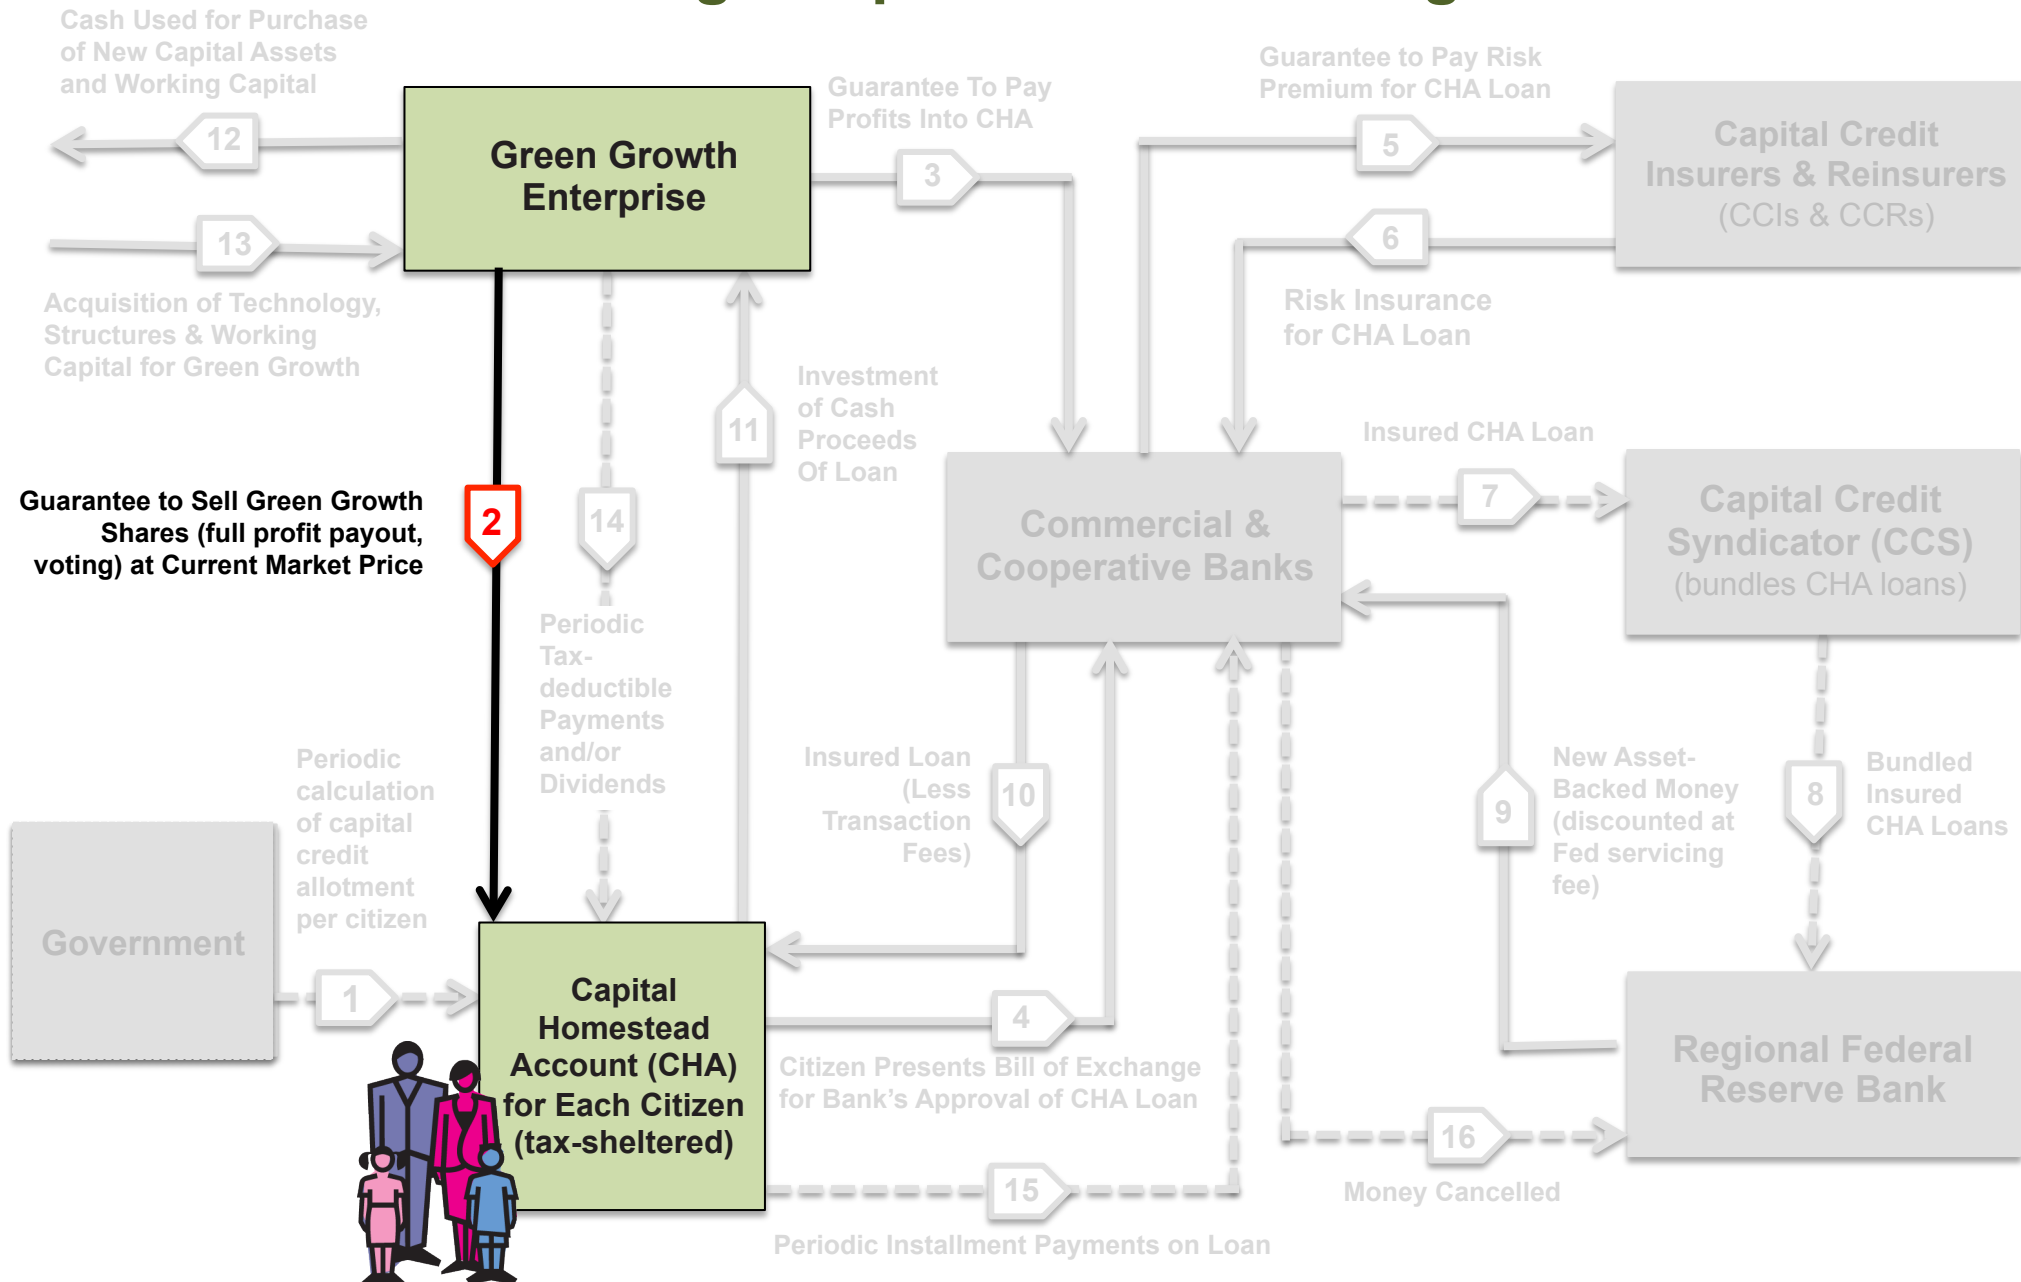 Cash Used for Purchase
of New Capital Assets
and Working Capital
12
Green Growth
Enterprise
Guarantee To Pay
Profits Into CHA
3
Guarantee to Pay Risk
Premium for CHA Loan
5
Capital Credit
Insurers & Reinsurers
(CCIs & CCRs)
13
6
Acquisition of Technology,
Structures & Working
Capital for Green Growth
Risk Insurance
for CHA Loan
11
Investment
of Cash
Proceeds
Of Loan
Insured CHA Loan
7
Guarantee to Sell Green Growth
Shares (full profit payout,
voting) at Current Market Price
2
14
Commercial &
Cooperative Banks
Capital Credit
Syndicator (CCS)
(bundles CHA loans)
Periodic
Tax-
deductible
Payments
and/or
Dividends
Periodic
calculation
of capital
credit
allotment
per citizen
Insured Loan
(Less
Transaction
Fees)
10
9
New Asset-
Backed Money
(discounted at
Fed servicing
fee)
8
Bundled
Insured
CHA Loans
Government
1
Capital
Homestead
Account (CHA)
for Each Citizen
(tax-sheltered)
4
Citizen Presents Bill of Exchange
for Bank's Approval of CHA Loan
Regional Federal
Reserve Bank
16
Money Cancelled
15
Periodic Installment Payments on Loan